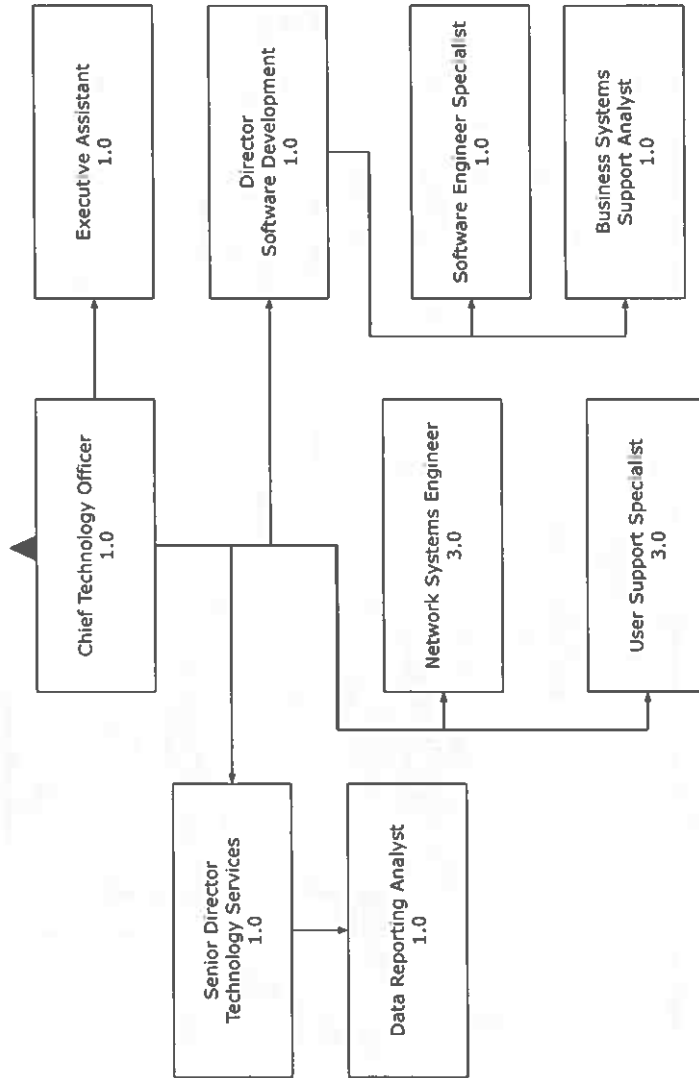 Chief Technology Officer
1.0
Executive Assistant
1.0
Senior Director
Technology Services
1.0
Director
Software Development
1.0
Data Reporting Analyst
1.0
Network Systems Engineer
3.0
Software Engineer Specialist
1.0
User Support Specialist
3.0
Business Systems
Support Analyst
1.0